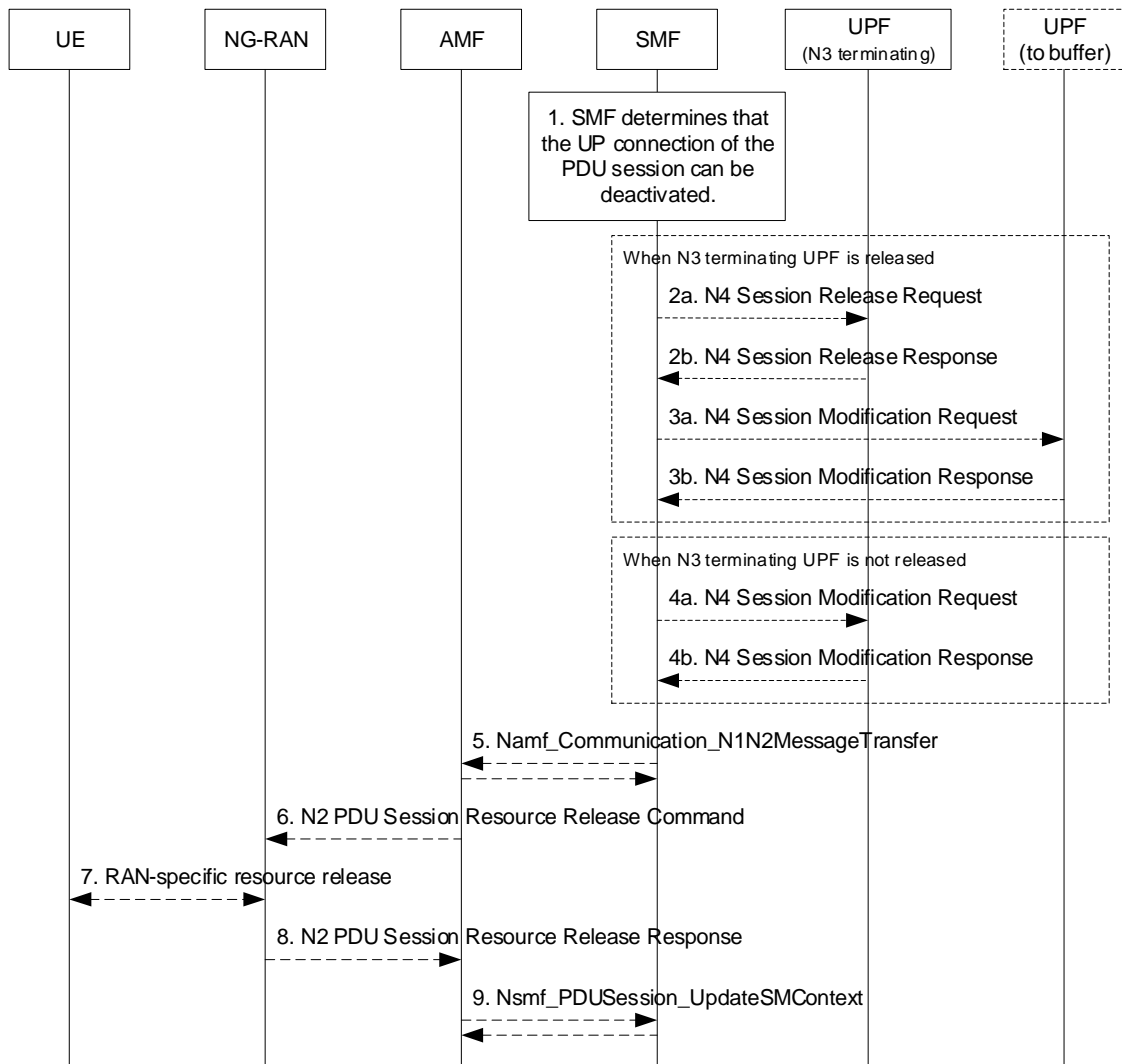 UE
NG-RAN
AMF
SMF
UPF
(N3 terminating)
UPF
(to buffer)
1. SMF determines that
the UP connection of the
PDU session can be
deactivated.
When N3 terminating UPF is released
2a. N4 Session Release Request
2b. N4 Session Release Response
3a. N4 Session Modification Request
3b. N4 Session Modification Response
When N3 terminating UPF is not released
4a. N4 Session Modification Request
4b. N4 Session Modification Response
5. Namf_Communication_N1N2MessageTransfer
6. N2 PDU Session Resource Release Command
7. RAN-specific resource release
8. N2 PDU Session Resource Release Response
9. Nsmf_PDUSession_UpdateSMContext